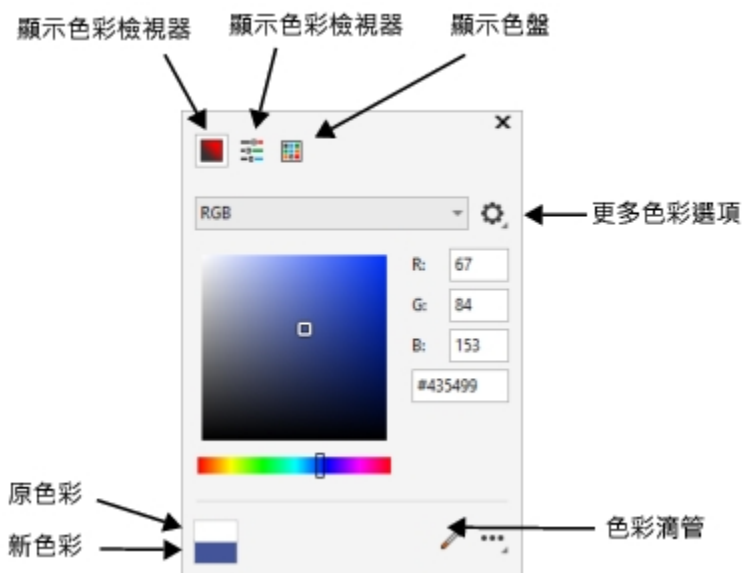 顯示色彩檢視器
顯示色彩檢視器
顯示色盤
RGB
更多色彩選項
R: 67
G: 84
B: 153
#435499
原色彩
新色彩
色彩滴管